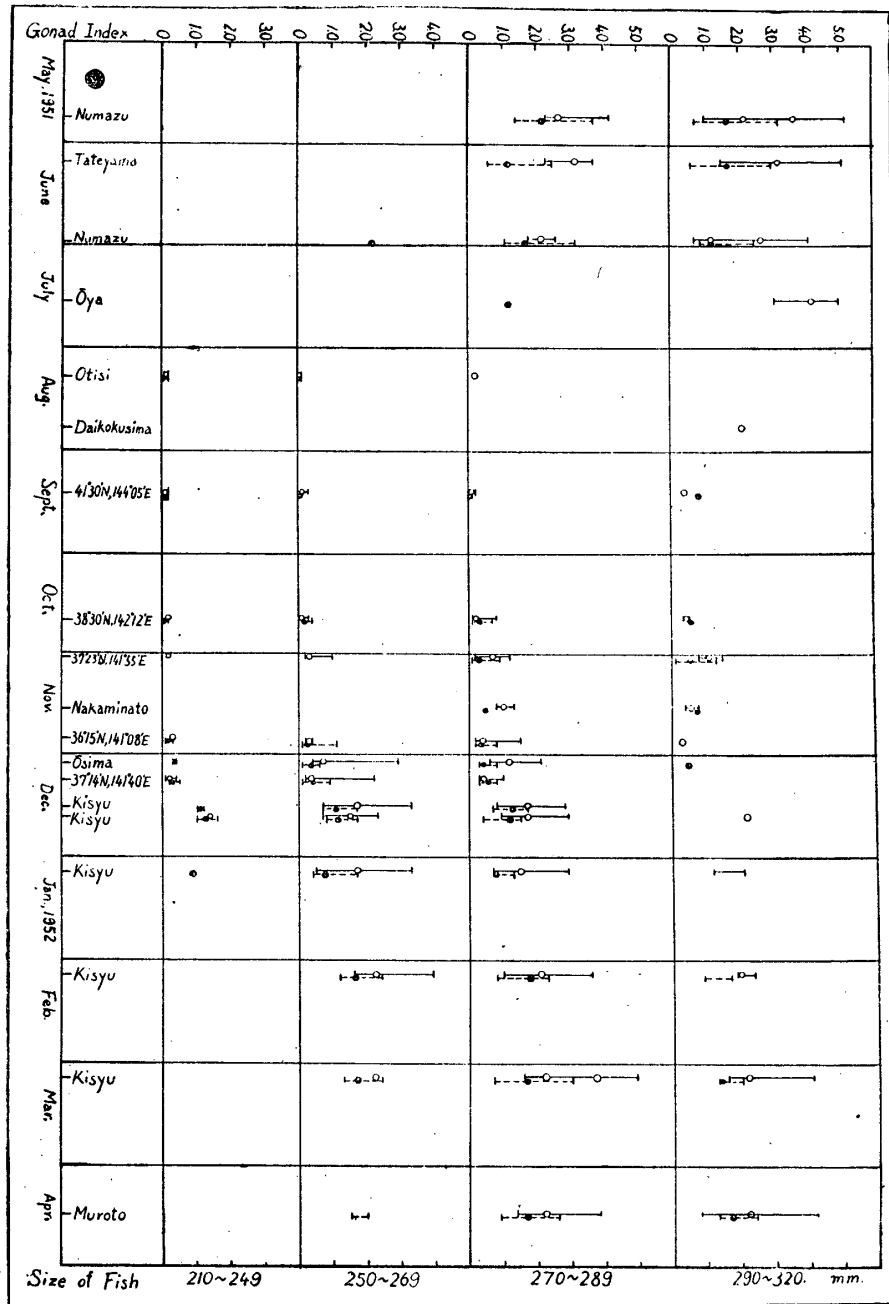 Gonad Index 0 10 20 30 0 10 20 30 0 10 20 30 40 0 10 20 30 40 50
May, 1951
Numazu
June
Tateyama
Numazu
July
Ōya
Aug.
Otisi
Daikokusima
Sept.
41°30'N, 144°05'E
Oct.
38°30'N, 142°12'E
Nov.
37°23'N, 141°35'E
Nakaminato
36°15'N, 141°08'E
Dec.
Ōsima
37°14'N, 141°40'E
Kisyu
Kisyu
Jan., 1952
Kisyu
Feb.
Kisyu
Mar.
Kisyu
Apr.
Muroto
Size of Fish 210~249 250~269 270~289 290~320. mm.